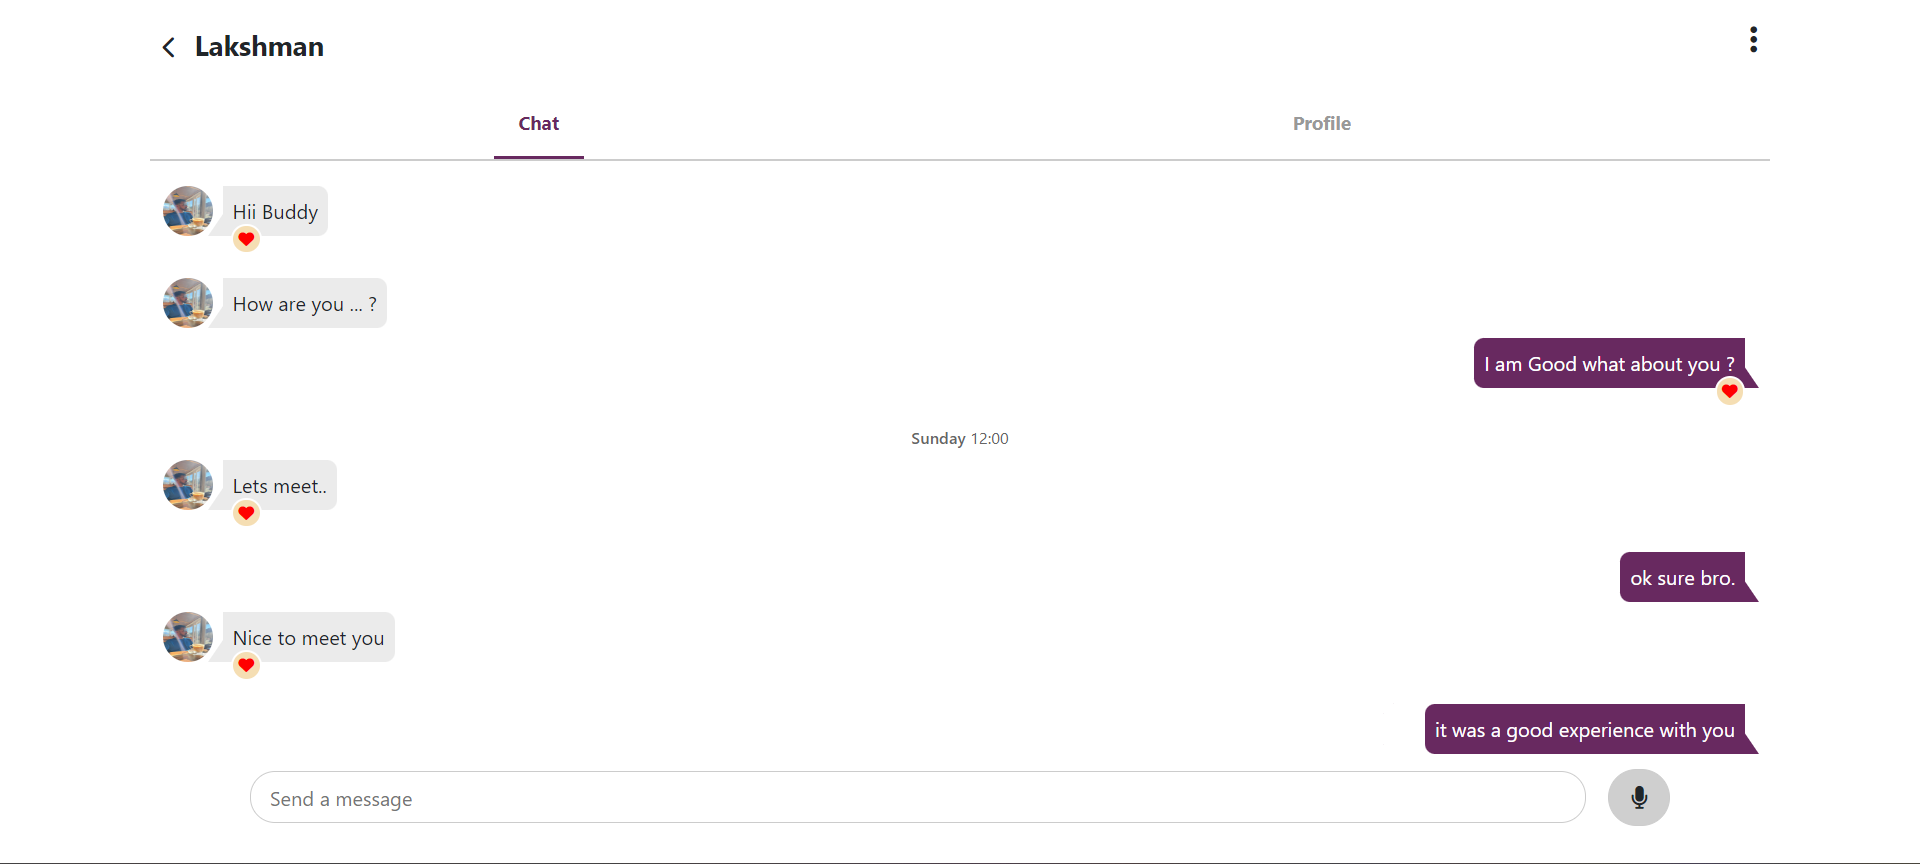 Lakshman
Chat
Profile
Hii Buddy
How are you ... ?
I am Good what about you ?
Sunday 12:00
Lets meet..
ok sure bro.
Nice to meet you
it was a good experience with you
Send a message